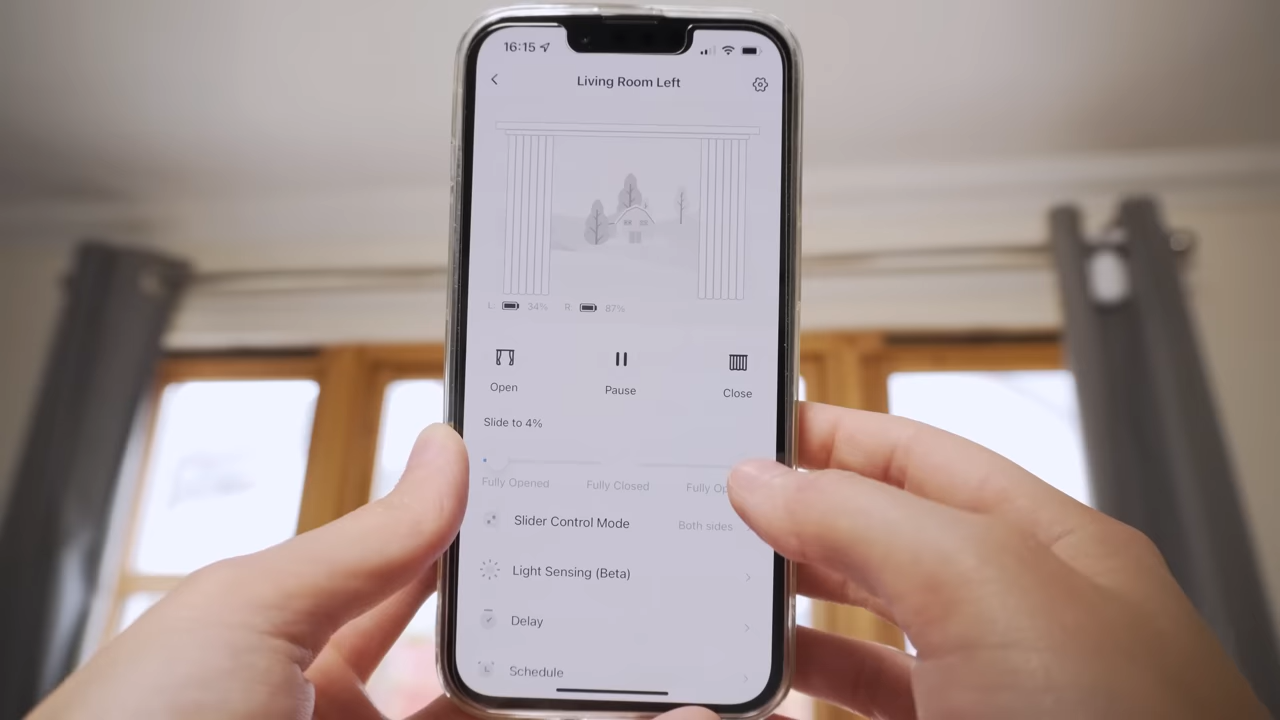 16:15
Living Room Left
L: 34% R: 87%
Open Pause Close
Slide to 4%
Fully Opened Fully Closed Fully Op
Slider Control Mode Both sides
Light Sensing (Beta)
Delay
Schedule